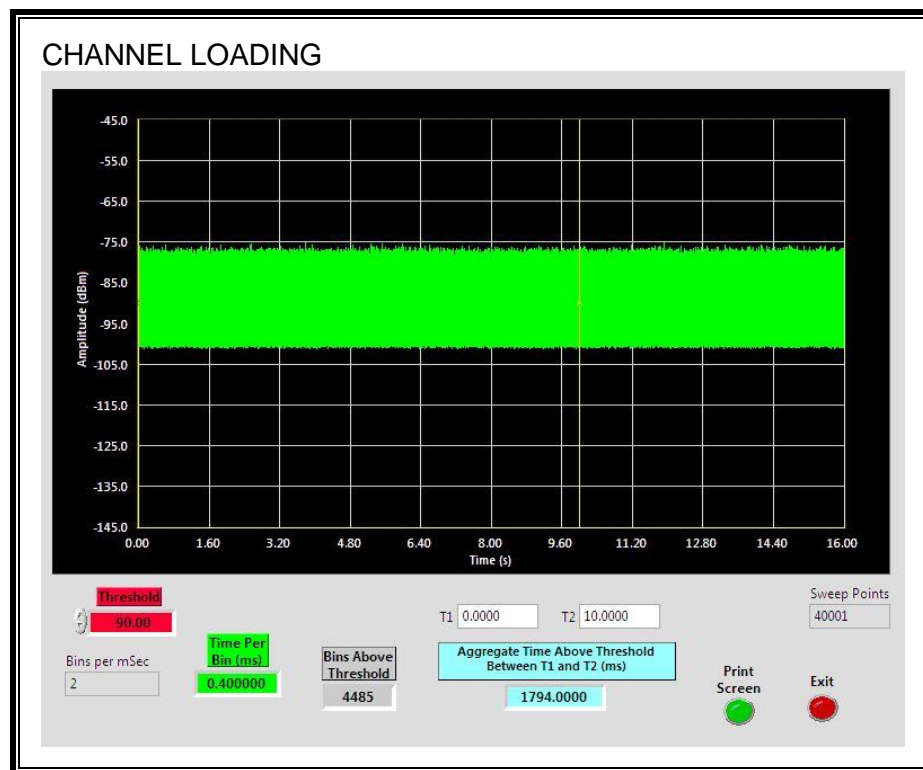 CHANNEL LOADING
-45.0
-55.0
-65.0
-75.0
-85.0
-95.0
-105.0
-115.0
-125.0
-135.0
-145.0
Amplitude (dBm)
0.00 1.60 3.20 4.80 6.40 8.00 9.60 11.20 12.80 14.40 16.00
Time (s)
Threshold
-90.00
Bins per mSec
2
Time Per
Bin (ms)
0.400000
Bins Above
Threshold
4485
T1 0.0000 T2 10.0000
Aggregate Time Above Threshold
Between T1 and T2 (ms)
1794.0000
Sweep Points
40001
Print
Screen
Exit